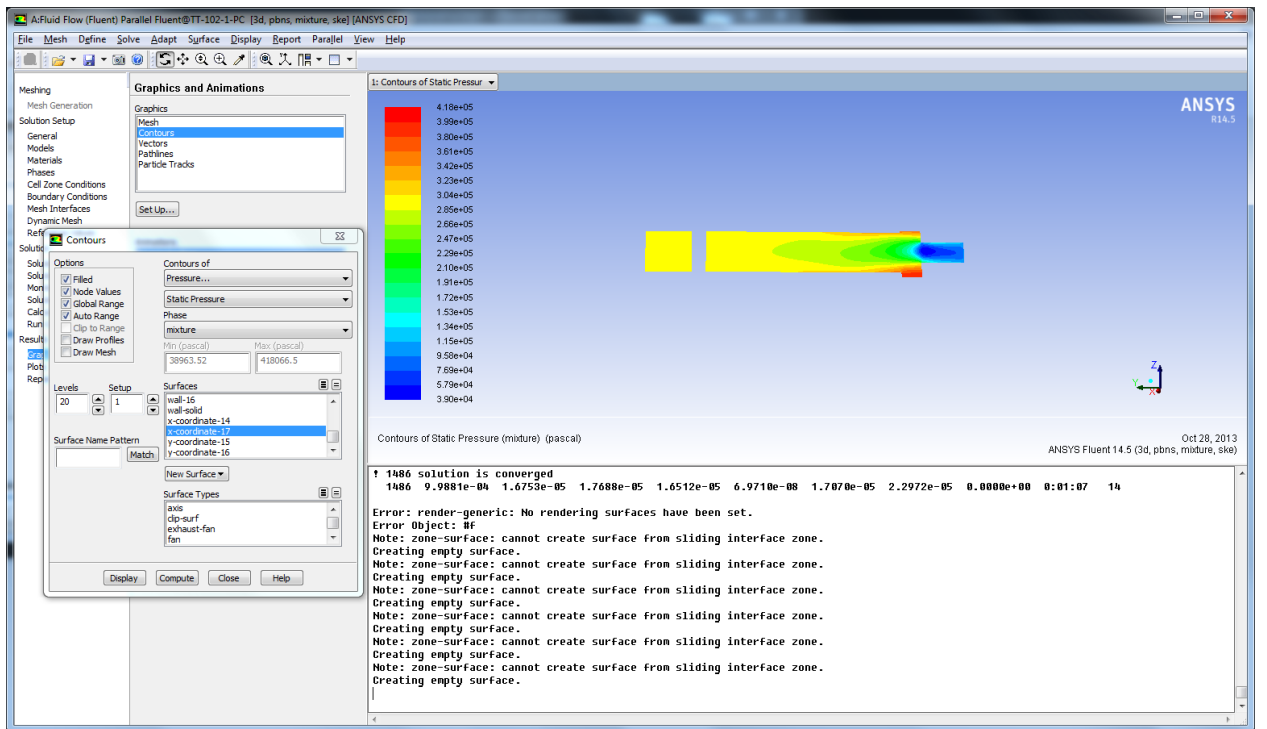 A:Fluid Flow (Fluent) Parallel Fluent@TT-102-1-PC [3d, pbns, mixture, ske] [ANSYS CFD]
File Mesh Define Solve Adapt Surface Display Report Parallel View Help
Meshing
Mesh Generation
Solution Setup
General
Models
Materials
Phases
Cell Zone Conditions
Boundary Conditions
Mesh Interfaces
Dynamic Mesh
Refe
Solutio
Solu
Solu
Mon
Solu
Calc
Run
Result
Grap
Plots
Rep
Graphics and Animations
Graphics
Mesh
Contours
Vectors
Pathlines
Particle Tracks
Set Up...
Contours
Options
Filled
Node Values
Global Range
Auto Range
Clip to Range
Draw Profiles
Draw Mesh
Contours of
Pressure...
Static Pressure
Phase
mixture
Min (pascal) Max (pascal)
38963.52 418066.5
Levels Setup
20 1
Surface Name Pattern
Match
Surfaces
wall-16
wall-solid
x-coordinate-14
x-coordinate-17
y-coordinate-15
y-coordinate-16
New Surface
Surface Types
axis
clip-surf
exhaust-fan
fan
Display Compute Close Help
1: Contours of Static Pressur
4.18e+05
3.99e+05
3.80e+05
3.61e+05
3.42e+05
3.23e+05
3.04e+05
2.85e+05
2.66e+05
2.47e+05
2.29e+05
2.10e+05
1.91e+05
1.72e+05
1.53e+05
1.34e+05
1.15e+05
9.58e+04
7.69e+04
5.79e+04
3.90e+04
ANSYS
R14.5
Z
Y
X
Contours of Static Pressure (mixture) (pascal)
Oct 28, 2013
ANSYS Fluent 14.5 (3d, pbns, mixture, ske)
! 1486 solution is converged
1486 9.9881e-04 1.6753e-05 1.7688e-05 1.6512e-05 6.9710e-08 1.7070e-05 2.2972e-05 0.0000e+00 0:01:07 14
Error: render-generic: No rendering surfaces have been set.
Error Object: #f
Note: zone-surface: cannot create surface from sliding interface zone.
Creating empty surface.
Note: zone-surface: cannot create surface from sliding interface zone.
Creating empty surface.
Note: zone-surface: cannot create surface from sliding interface zone.
Creating empty surface.
Note: zone-surface: cannot create surface from sliding interface zone.
Creating empty surface.
Note: zone-surface: cannot create surface from sliding interface zone.
Creating empty surface.
Note: zone-surface: cannot create surface from sliding interface zone.
Creating empty surface.